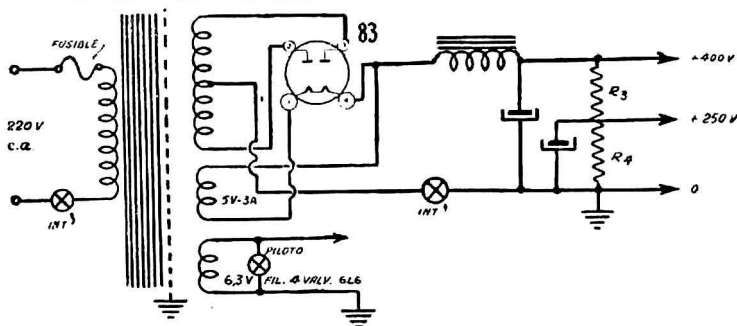 FUSIBLE
220V
c.a.
INT
83
5V-3A
6,3V
PILOTO
FIL. 4 VALV. 6L6
INT
R3
R4
+400V
+250V
0